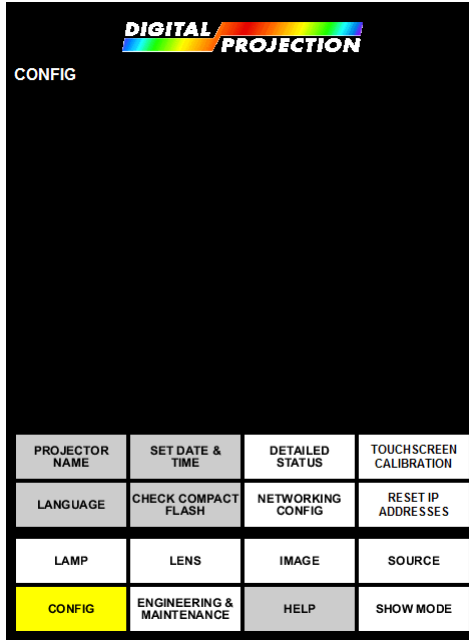 DIGITAL
PROJECTION
CONFIG
PROJECTOR
NAME
SET DATE &
TIME
DETAILED
STATUS
TOUCHSCREEN
CALIBRATION
LANGUAGE
CHECK COMPACT
FLASH
NETWORKING
CONFIG
RESET IP
ADDRESSES
LAMP
LENS
IMAGE
SOURCE
CONFIG
ENGINEERING &
MAINTENANCE
HELP
SHOW MODE